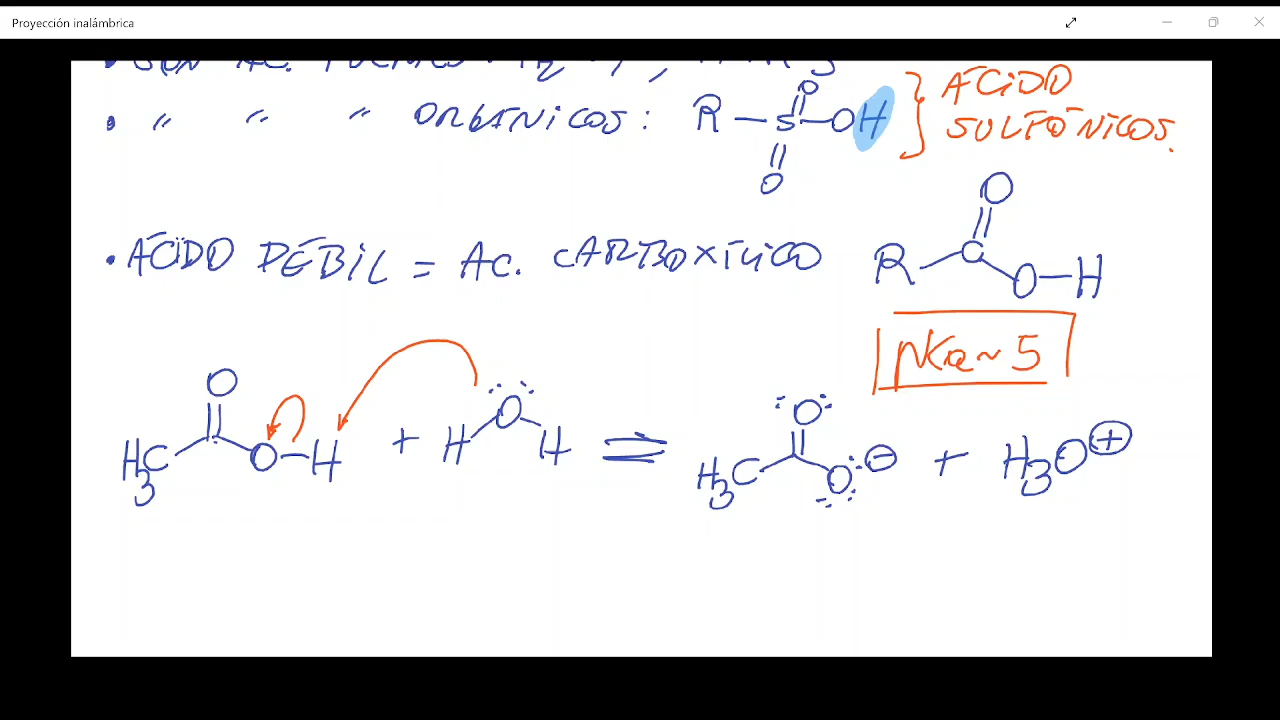 Proyección inalámbrica
• " " " ORGÁNICOS: R — S — OH
O
O
ÁCIDO
SULFÓNICOS.
• ÁCIDO DÉBIL = AC. CARBOXÍLICO R C O O — H
pKa ~ 5
H3C O O — H + H O H ⇌ H3C O O ⊖ + H3O ⊕